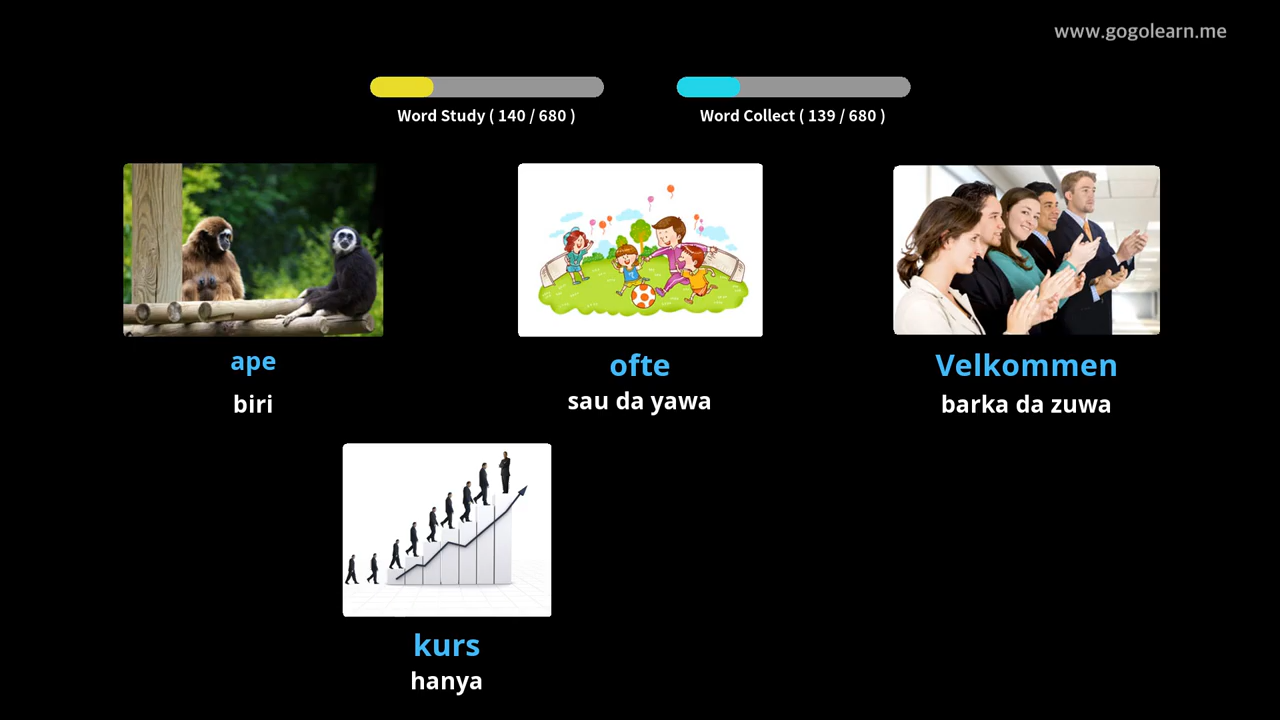 www.gogolearn.me
Word Study ( 140 / 680 )
Word Collect ( 139 / 680 )
ape
biri
ofte
sau da yawa
Velkommen
barka da zuwa
kurs
hanya